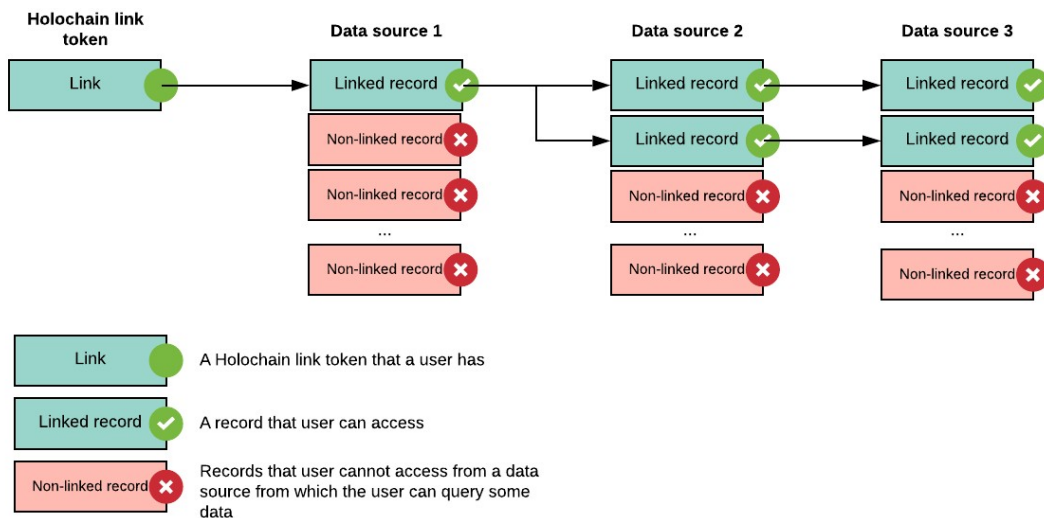 Holochain link
token
Data source 1
Data source 2
Data source 3
Link
Linked record
Linked record
Linked record
Non-linked record
Linked record
Linked record
Non-linked record
Non-linked record
Non-linked record
...
...
...
Non-linked record
Non-linked record
Non-linked record
Link
A Holochain link token that a user has
Linked record
A record that user can access
Non-linked record
Records that user cannot access from a data
source from which the user can query some
data